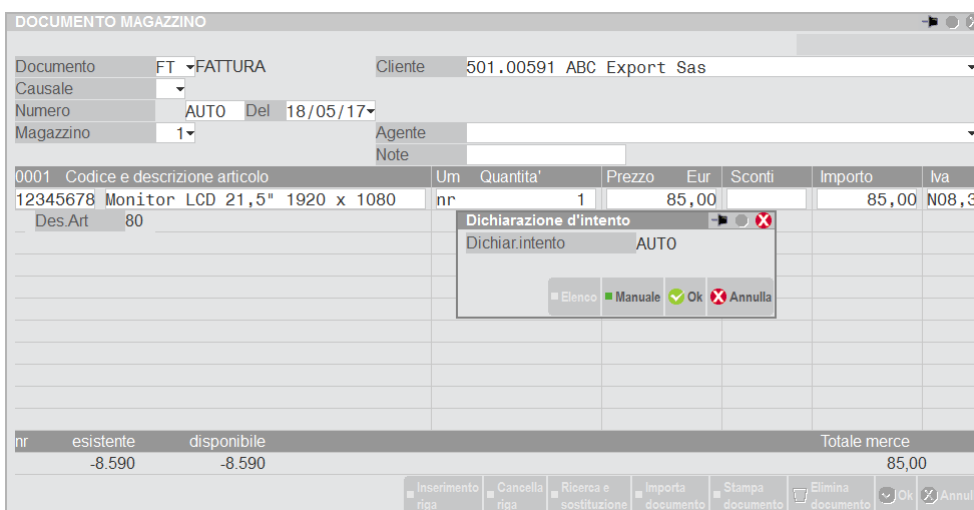 DOCUMENTO MAGAZZINO
Documento FT FATTURA Cliente 501.00591 ABC Export Sas
Causale
Numero AUTO Del 18/05/17
Magazzino 1 Agente
Note
0001 Codice e descrizione articolo Um Quantita' Prezzo Eur Sconti Importo Iva
12345678 Monitor LCD 21,5" 1920 x 1080 nr 1 85,00 85,00 N08,3
Des.Art 80
Dichiarazione d'intento
Dichiar.intento AUTO
Elenco Manuale Ok Annulla
nr esistente disponibile Totale merce
-8.590 -8.590 85,00
Inserimento riga Cancella riga Ricerca e sostituzione Importa documento Stampa documento Elimina documento Ok Annul